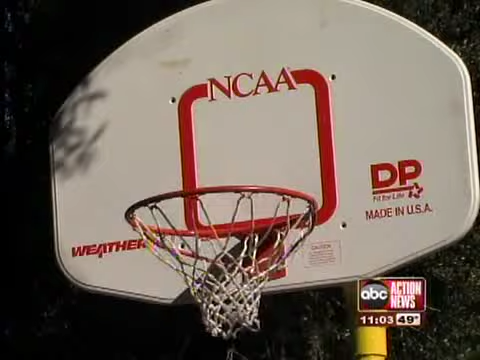 NCAA
DP
Fit for Life
MADE IN U.S.A.
WEATHER
CAUTION
abc ACTION NEWS
11:03 49°